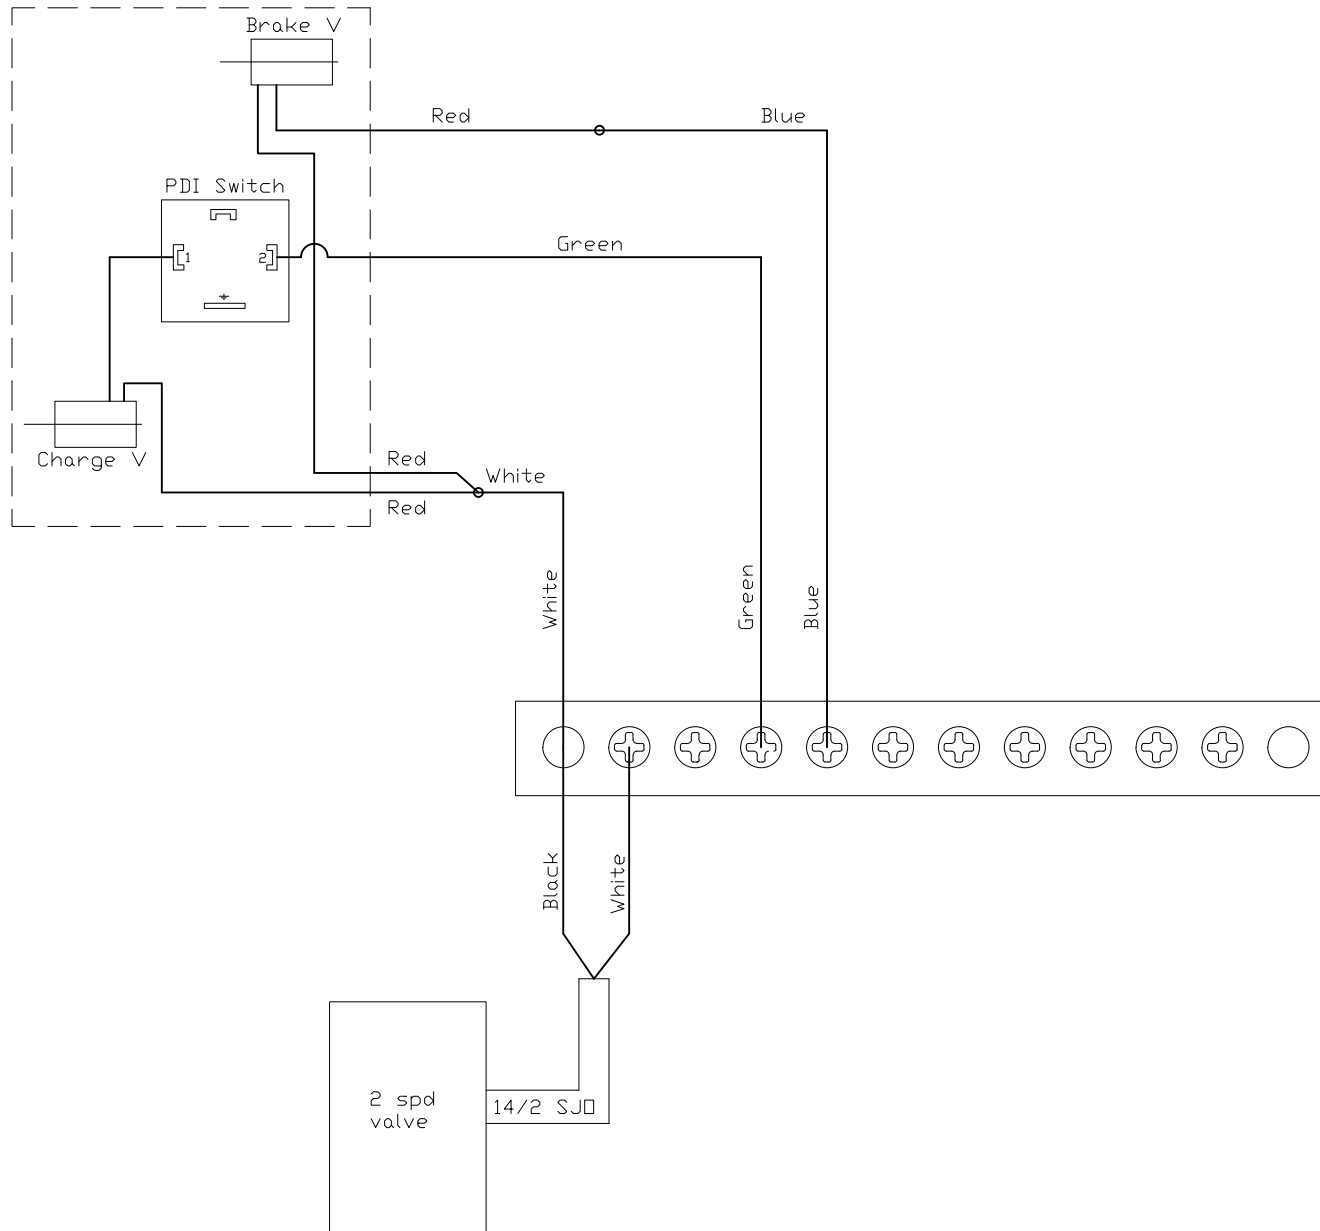 Brake V
Red
Blue
PDI Switch
Green
1
2
Red
White
Charge V
Red
White
Green
Blue
Black
White
2 spd
valve
14/2 SJO